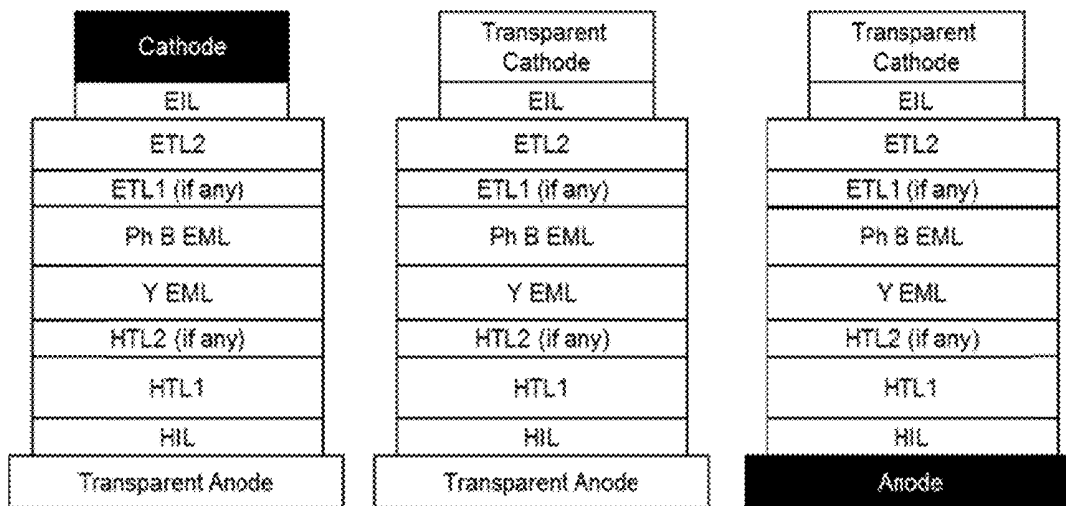 Cathode
EIL
ETL2
ETL1 (if any)
Ph B EML
Y EML
HTL2 (if any)
HTL1
HIL
Transparent Anode
Transparent
Cathode
EIL
ETL2
ETL1 (if any)
Ph B EML
Y EML
HTL2 (if any)
HTL1
HIL
Transparent Anode
Transparent
Cathode
EIL
ETL2
ETL1 (if any)
Ph B EML
Y EML
HTL2 (if any)
HTL1
HIL
Anode